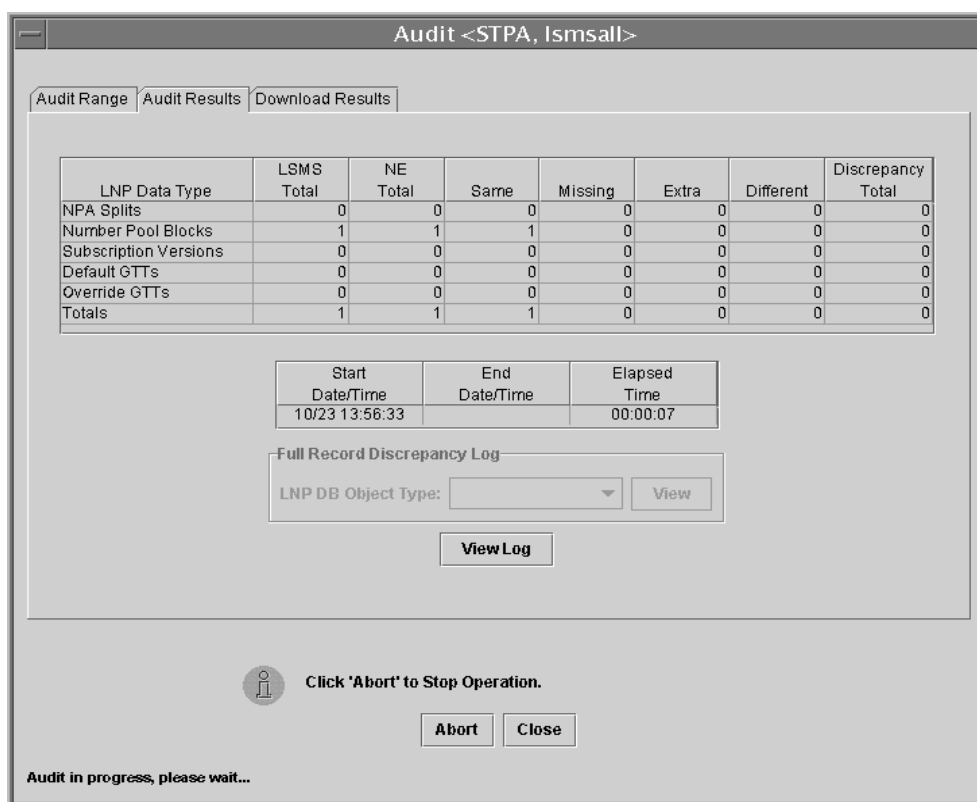 Audit <STPA, lsmsall>
Audit Range Audit Results Download Results
LNP Data Type LSMS Total NE Total Same Missing Extra Different Discrepancy Total
NPA Splits 0 0 0 0 0 0 0
Number Pool Blocks 1 1 1 0 0 0 0
Subscription Versions 0 0 0 0 0 0 0
Default GTTs 0 0 0 0 0 0 0
Override GTTs 0 0 0 0 0 0 0
Totals 1 1 1 0 0 0 0
Start Date/Time End Date/Time Elapsed Time
10/23 13:56:33 00:00:07
Full Record Discrepancy Log
LNP DB Object Type: View
View Log
Click 'Abort' to Stop Operation.
Abort Close
Audit in progress, please wait...